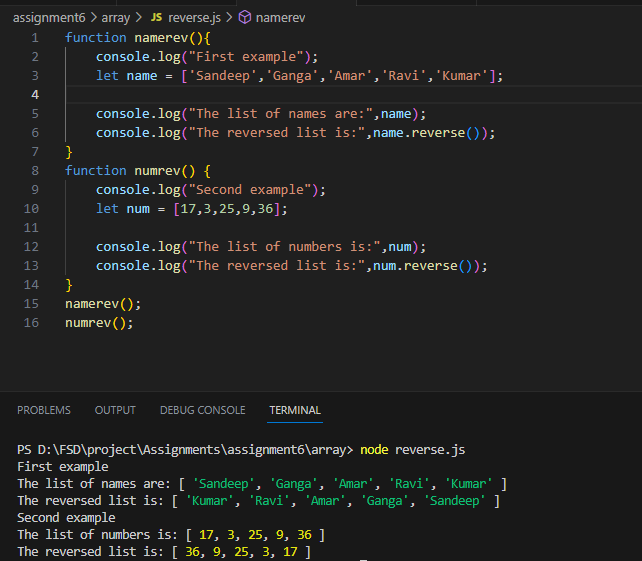 assignment6 > array > JS reverse.js > namerev
1 function namerev(){
2     console.log("First example");
3     let name = ['Sandeep','Ganga','Amar','Ravi','Kumar'];
4
5     console.log("The list of names are:",name);
6     console.log("The reversed list is:",name.reverse());
7 }
8 function numrev() {
9     console.log("Second example");
10     let num = [17,3,25,9,36];
11
12     console.log("The list of numbers is:",num);
13     console.log("The reversed list is:",num.reverse());
14 }
15 namerev();
16 numrev();
PROBLEMS OUTPUT DEBUG CONSOLE TERMINAL
PS D:\FSD\project\Assignments\assignment6\array> node reverse.js
First example
The list of names are: [ 'Sandeep', 'Ganga', 'Amar', 'Ravi', 'Kumar' ]
The reversed list is: [ 'Kumar', 'Ravi', 'Amar', 'Ganga', 'Sandeep' ]
Second example
The list of numbers is: [ 17, 3, 25, 9, 36 ]
The reversed list is: [ 36, 9, 25, 3, 17 ]